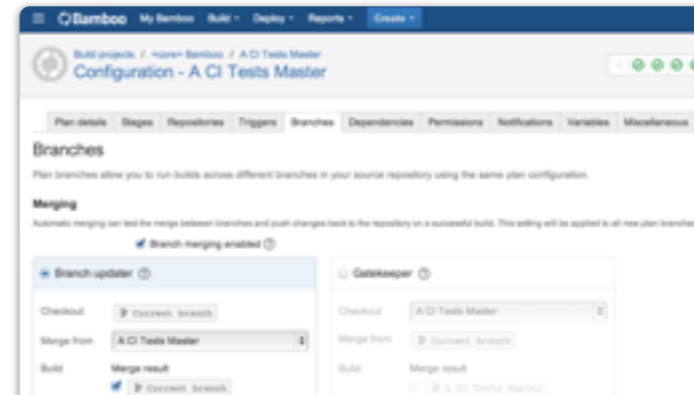 Bamboo My Bamboo Build Deploy Reports Create
Build projects / <core> Bamboo / A CI Tests Master
Configuration - A CI Tests Master
Plan details Stages Repositories Triggers Branches Dependencies Permissions Notifications Variables Miscellaneous
Branches
Plan branches allow you to run builds across different branches in your source repository using the same plan configuration.
Merging
Automatic merging can test the merge between branches and push changes back to the repository on a successful build. This setting will be applied to all new plan branches
Branch merging enabled
Branch updater Gatekeeper
Checkout Current branch Checkout A CI Tests Master
Merge from A CI Tests Master Merge from Current branch
Build Merge result Build Merge result
Current branch A CI Tests Master